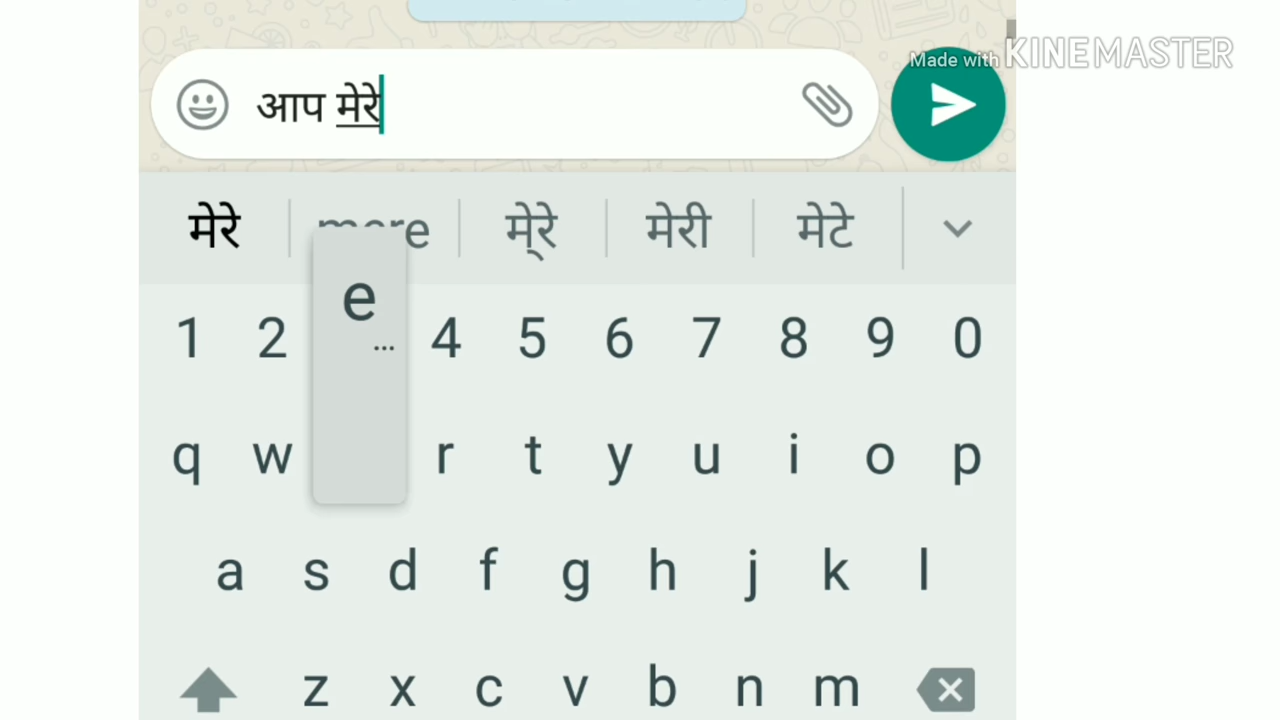 Made with KINEMASTER
आप मेरे
मेरे मे्रे मेरी मेटे
e
...
1 2 4 5 6 7 8 9 0
q w r t y u i o p
a s d f g h j k l
z x c v b n m